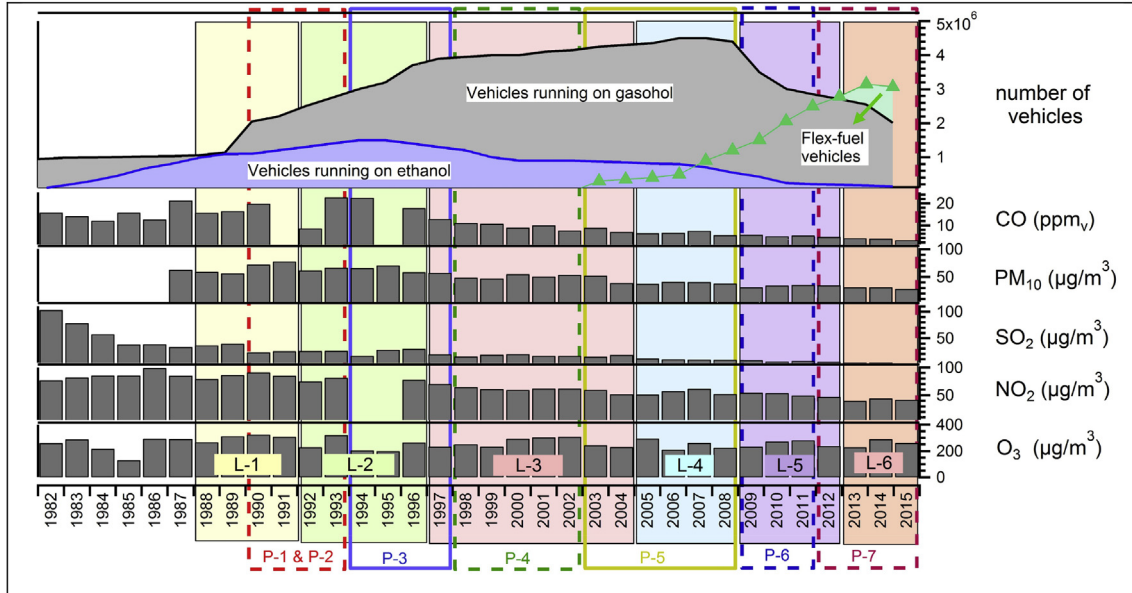 5x10⁶
4
3
2
1
number of
vehicles
Vehicles running on gasohol
Vehicles running on ethanol
Flex-fuel
vehicles
20
10
CO (ppmᵥ)
100
50
PM₁₀ (µg/m³)
100
50
SO₂ (µg/m³)
100
50
NO₂ (µg/m³)
400
200
0
O₃ (µg/m³)
L-1 L-2 L-3 L-4 L-5 L-6
1982 1983 1984 1985 1986 1987 1988 1989 1990 1991 1992 1993 1994 1995 1996 1997 1998 1999 2000 2001 2002 2003 2004 2005 2006 2007 2008 2009 2010 2011 2012 2013 2014 2015
P-1 & P-2 P-3 P-4 P-5 P-6 P-7